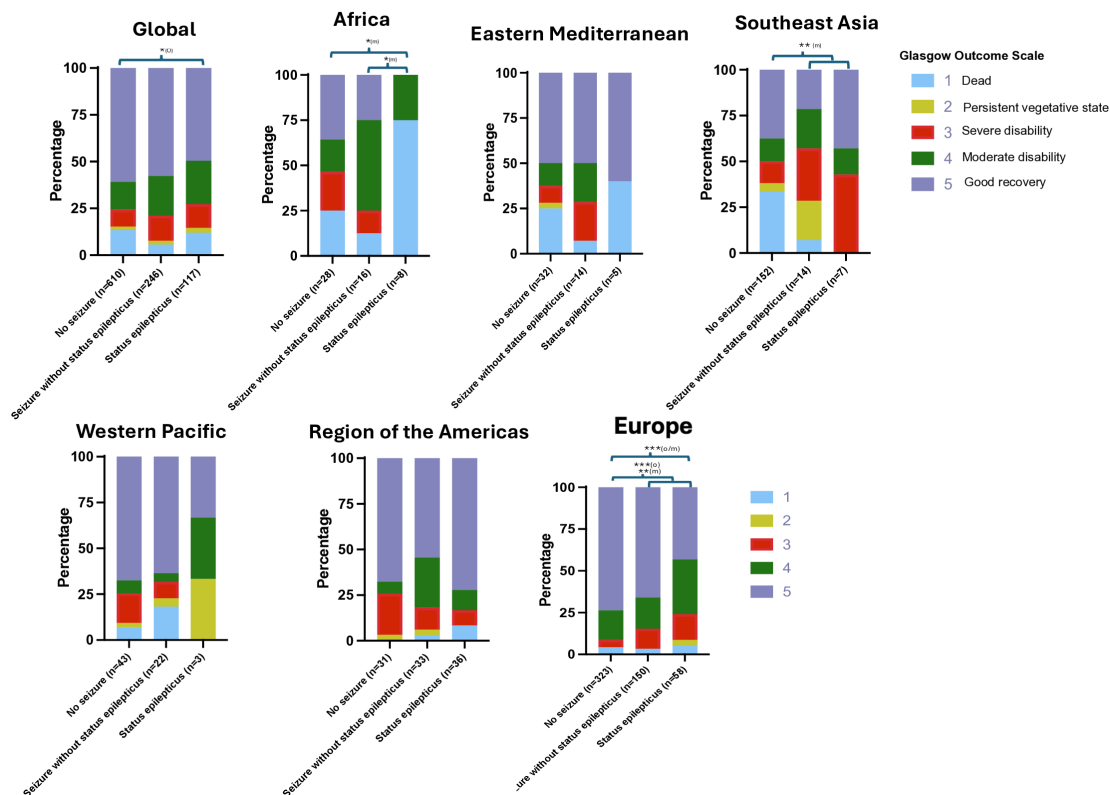 Global
Africa
Eastern Mediterranean
Southeast Asia
*(O)
*(m)
*(m)
** (m)
Glasgow Outcome Scale
1 Dead
2 Persistent vegetative state
3 Severe disability
4 Moderate disability
5 Good recovery
Percentage
100
75
50
25
0
No seizure (n=610)
Seizure without status epilepticus (n=246)
Status epilepticus (n=117)
Percentage
100
75
50
25
0
No seizure (n=28)
Seizure without status epilepticus (n=16)
Status epilepticus (n=8)
Percentage
100
75
50
25
0
No seizure (n=32)
Seizure without status epilepticus (n=14)
Status epilepticus (n=5)
Percentage
100
75
50
25
0
No seizure (n=152)
Seizure without status epilepticus (n=14)
Status epilepticus (n=7)
Western Pacific
Region of the Americas
Europe
***(o/m)
***(o)
**(m)
Percentage
100
75
50
25
0
No seizure (n=43)
Seizure without status epilepticus (n=22)
Status epilepticus (n=3)
Percentage
100
75
50
25
0
No seizure (n=31)
Seizure without status epilepticus (n=33)
Status epilepticus (n=36)
Percentage
100
75
50
25
0
No seizure (n=323)
ure without status epilepticus (n=150)
Status epilepticus (n=58)
1
2
3
4
5